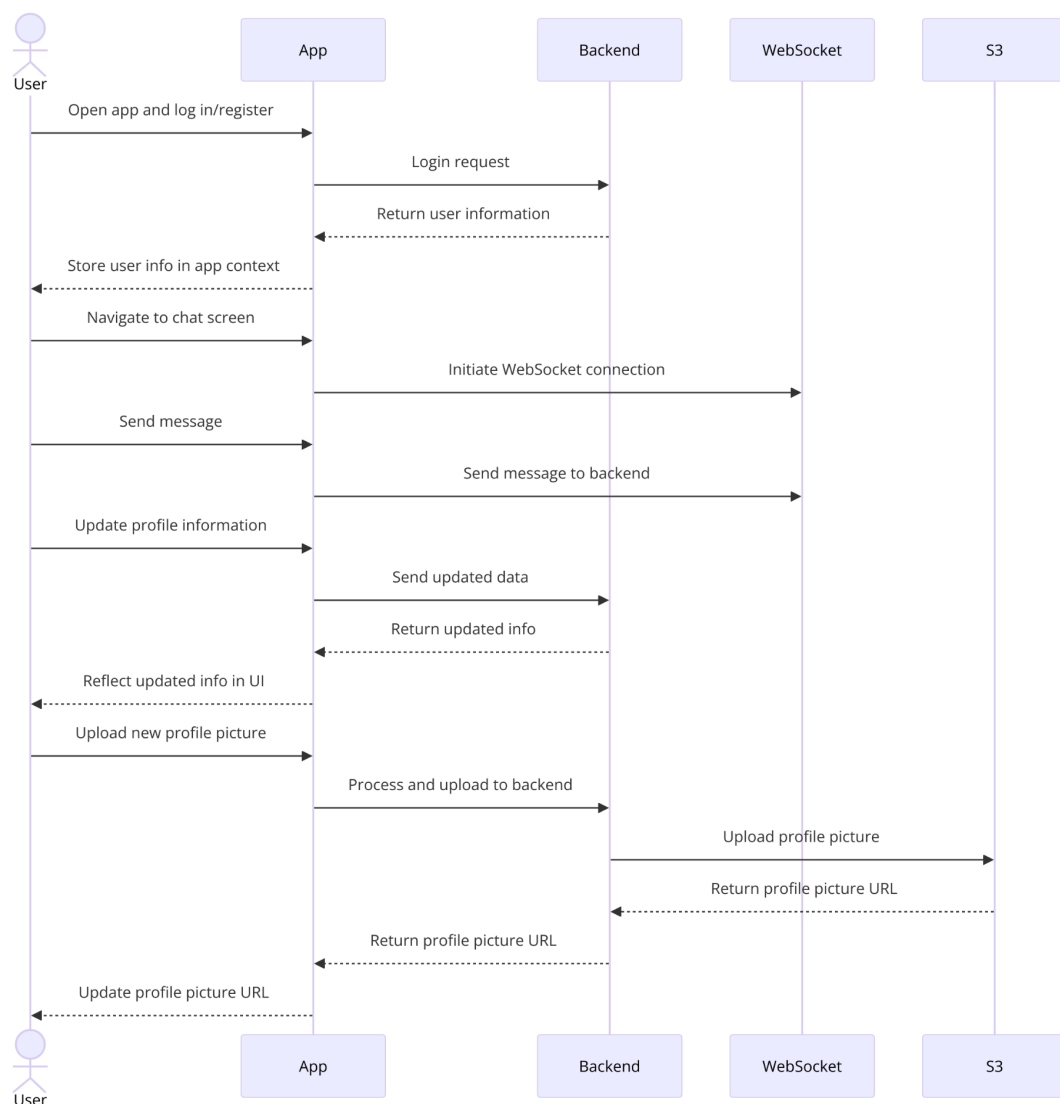 App
Backend
WebSocket
S3
User
Open app and log in/register
Login request
Return user information
Store user info in app context
Navigate to chat screen
Initiate WebSocket connection
Send message
Send message to backend
Update profile information
Send updated data
Return updated info
Reflect updated info in UI
Upload new profile picture
Process and upload to backend
Upload profile picture
Return profile picture URL
Return profile picture URL
Update profile picture URL
App
Backend
WebSocket
S3
User